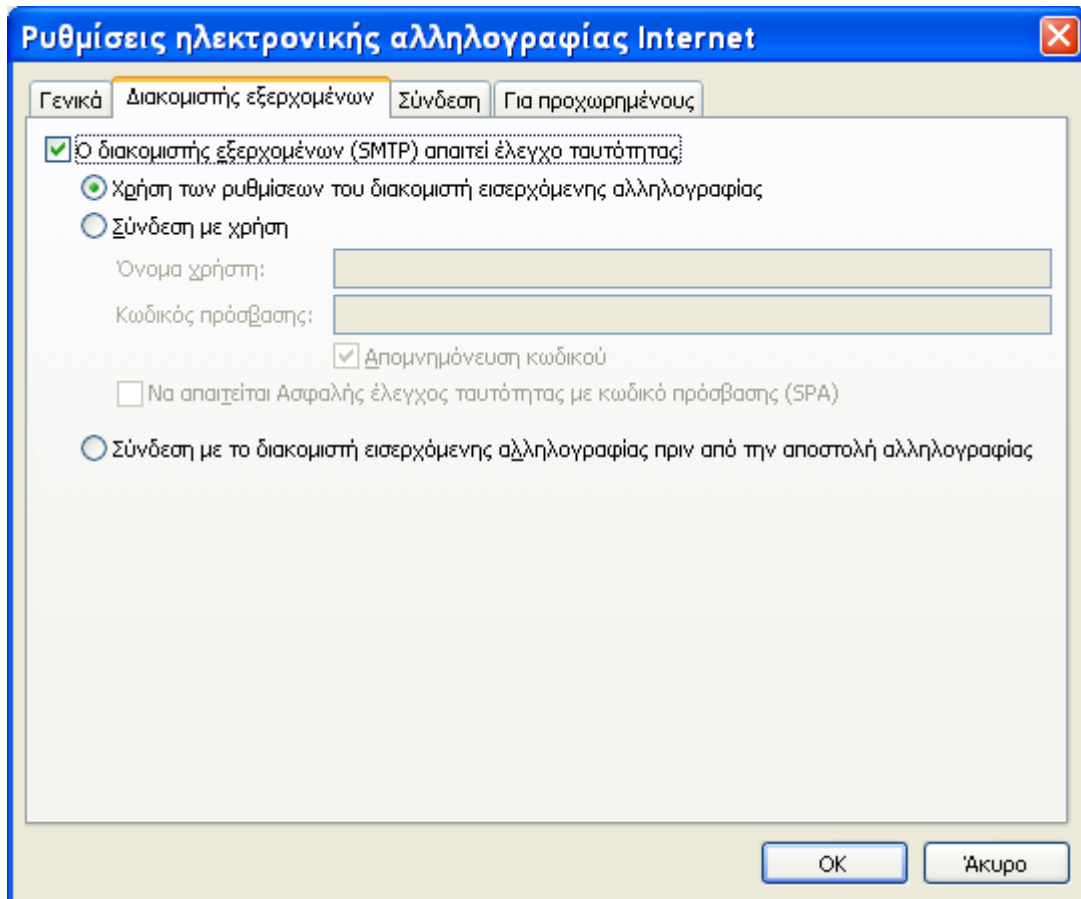 Ρυθμίσεις ηλεκτρονικής αλληλογραφίας Internet
Γενικά Διακομιστής εξερχομένων Σύνδεση Για προχωρημένους
Ο διακομιστής εξερχομένων (SMTP) απαιτεί έλεγχο ταυτότητας
Χρήση των ρυθμίσεων του διακομιστή εισερχόμενης αλληλογραφίας
Σύνδεση με χρήση
Όνομα χρήστη:
Κωδικός πρόσβασης:
Απομνημόνευση κωδικού
Να απαιτείται Ασφαλής έλεγχος ταυτότητας με κωδικό πρόσβασης (SPA)
Σύνδεση με το διακομιστή εισερχόμενης αλληλογραφίας πριν από την αποστολή αλληλογραφίας
OK Άκυρο